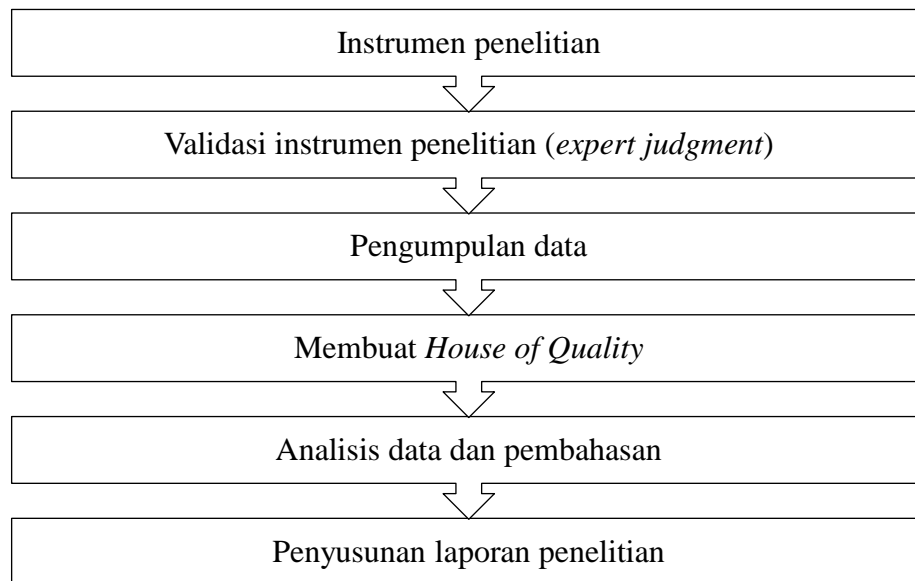 Instrumen penelitian
Validasi instrumen penelitian (expert judgment)
Pengumpulan data
Membuat House of Quality
Analisis data dan pembahasan
Penyusunan laporan penelitian